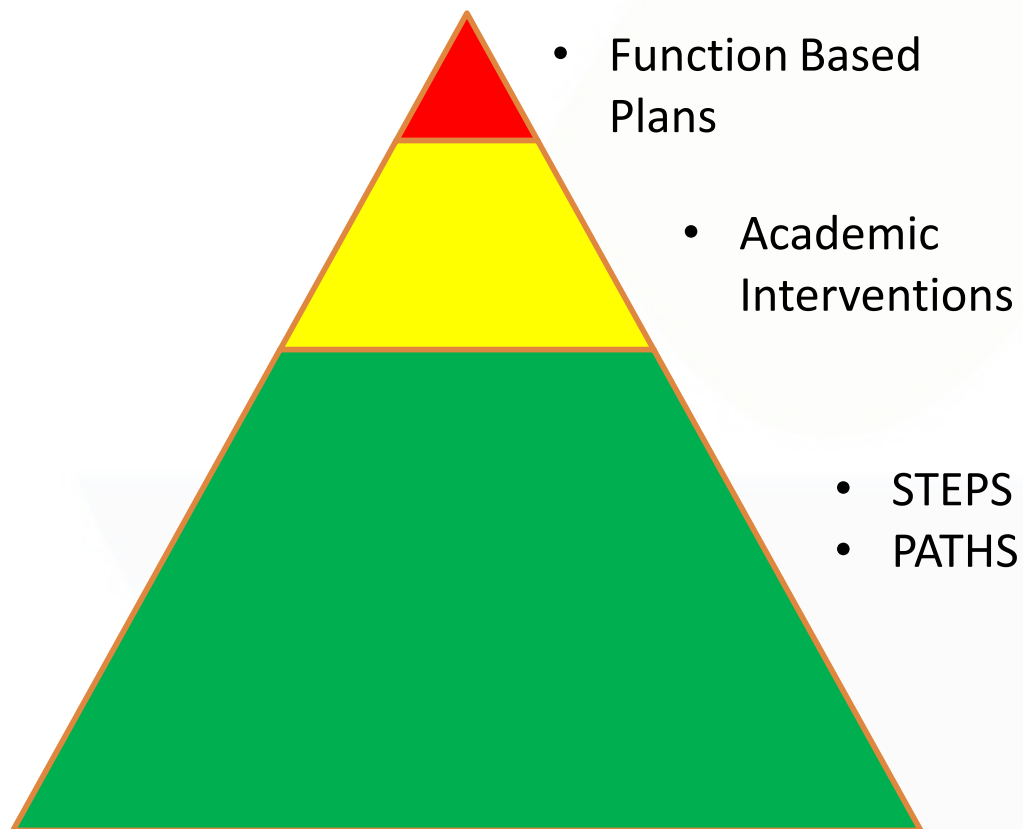 • Function Based
Plans
• Academic
Interventions
• STEPS
• PATHS